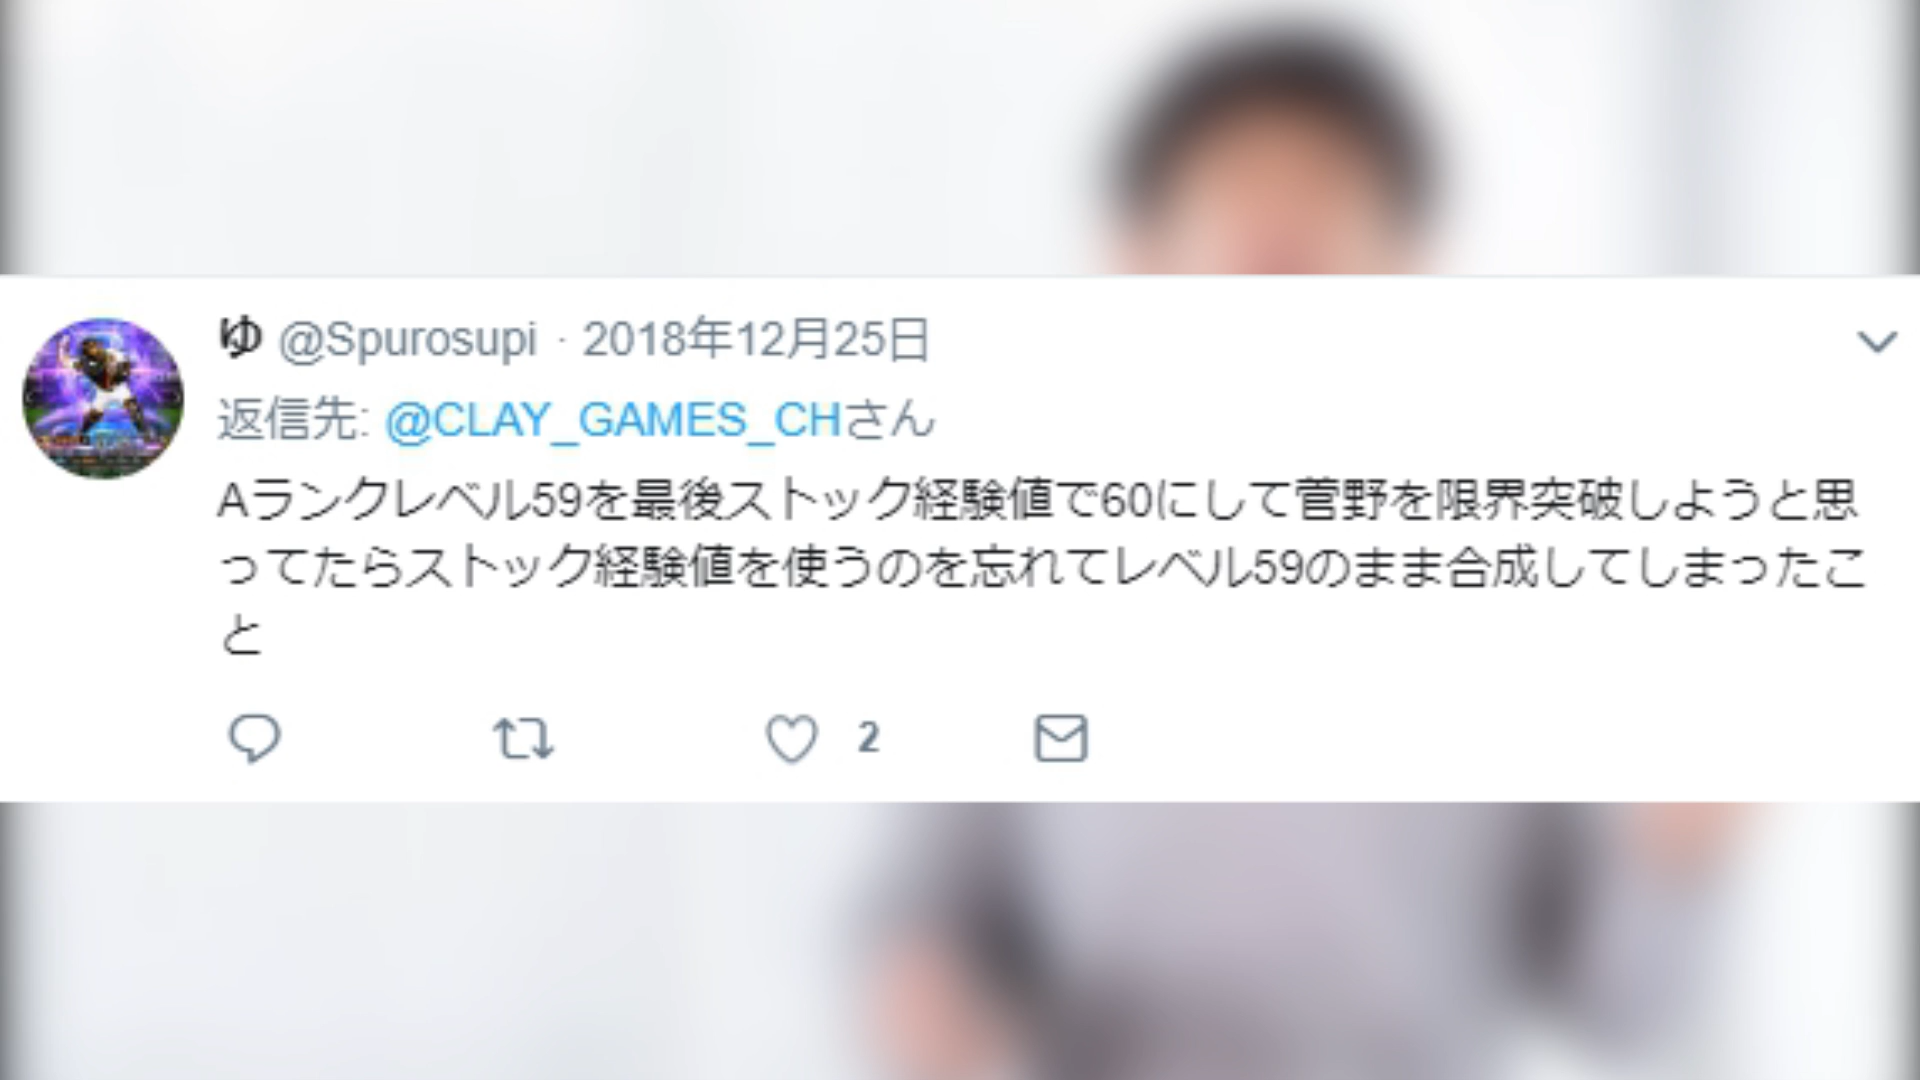 ゆ @Spurosupi · 2018年12月25日
返信先: @CLAY_GAMES_CHさん
Aランクレベル59を最後ストック経験値で60にして菅野を限界突破しようと思
ってたらストック経験値を使うのを忘れてレベル59のまま合成してしまったこ
と
2